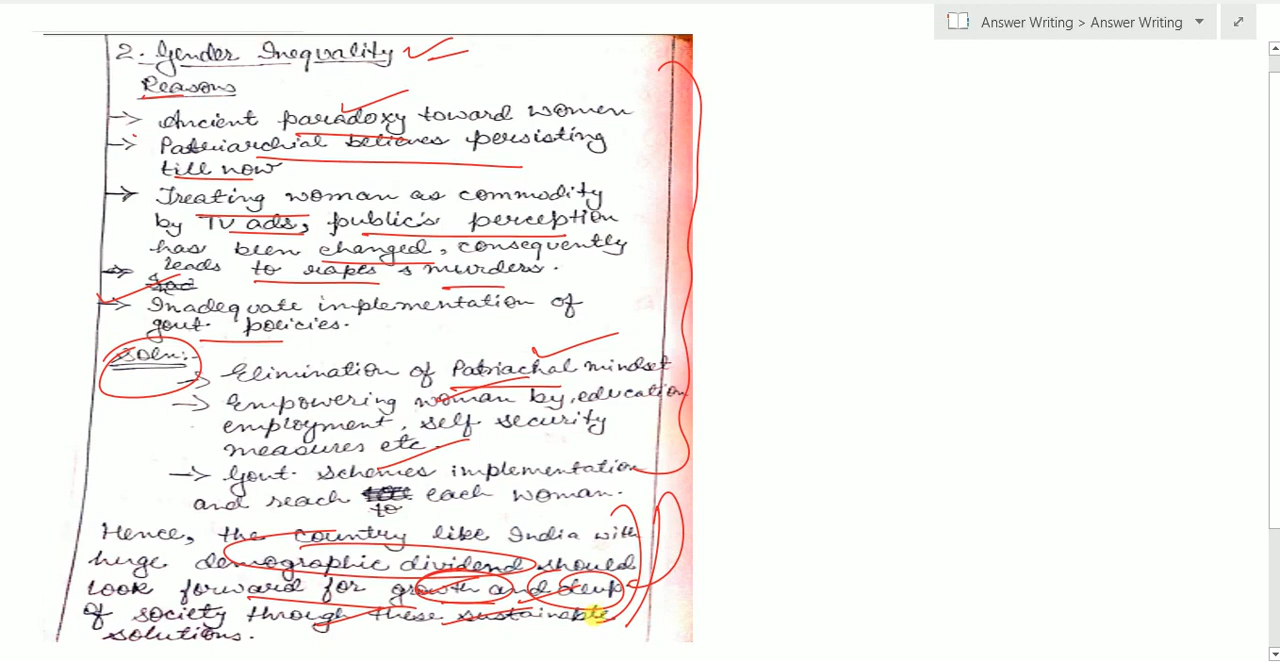 Answer Writing > Answer Writing
2. Gender Inequality
Reasons
→ Ancient paradoxy toward women
→ Patriarchial believes persisting
till now
→ Treating woman as commodity
by TV ads, public's perception
has been changed, consequently
→ leads to rapes & murders.
→ Inadequate implementation of
govt. policies.
Soln:-
→ Elimination of Patriachal mindset
→ Empowering woman by, education
employment, self security
measures etc.
→ Govt. schemes implementation
and reach to each woman.
Hence, the country like India with
huge demographic dividend should
look forward for growth and devp
of society through these sustainable
solutions.